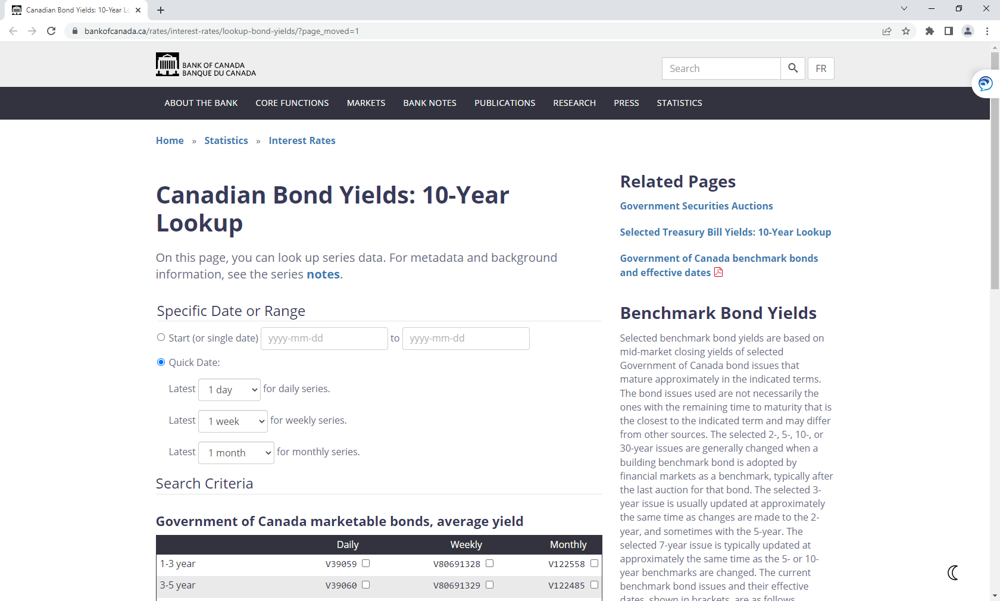 Canadian Bond Yields: 10-Year Lo
bankofcanada.ca/rates/interest-rates/lookup-bond-yields/?page_moved=1
BANK OF CANADA
BANQUE DU CANADA
Search
FR
ABOUT THE BANK CORE FUNCTIONS MARKETS BANK NOTES PUBLICATIONS RESEARCH PRESS STATISTICS
Home » Statistics » Interest Rates
Canadian Bond Yields: 10-Year
Lookup
On this page, you can look up series data. For metadata and background
information, see the series notes.
Specific Date or Range
Start (or single date) yyyy-mm-dd to yyyy-mm-dd
Quick Date:
Latest 1 day for daily series.
Latest 1 week for weekly series.
Latest 1 month for monthly series.
Search Criteria
Government of Canada marketable bonds, average yield
Daily Weekly Monthly
1-3 year V39059 V80691328 V122558
3-5 year V39060 V80691329 V122485
Related Pages
Government Securities Auctions
Selected Treasury Bill Yields: 10-Year Lookup
Government of Canada benchmark bonds
and effective dates
Benchmark Bond Yields
Selected benchmark bond yields are based on
mid-market closing yields of selected
Government of Canada bond issues that
mature approximately in the indicated terms.
The bond issues used are not necessarily the
ones with the remaining time to maturity that is
the closest to the indicated term and may differ
from other sources. The selected 2-, 5-, 10-, or
30-year issues are generally changed when a
building benchmark bond is adopted by
financial markets as a benchmark, typically after
the last auction for that bond. The selected 3-
year issue is usually updated at approximately
the same time as changes are made to the 2-
year, and sometimes with the 5-year. The
selected 7-year issue is typically updated at
approximately the same time as the 5- or 10-
year benchmarks are changed. The current
benchmark bond issues and their effective
dates, shown in brackets, are as follows